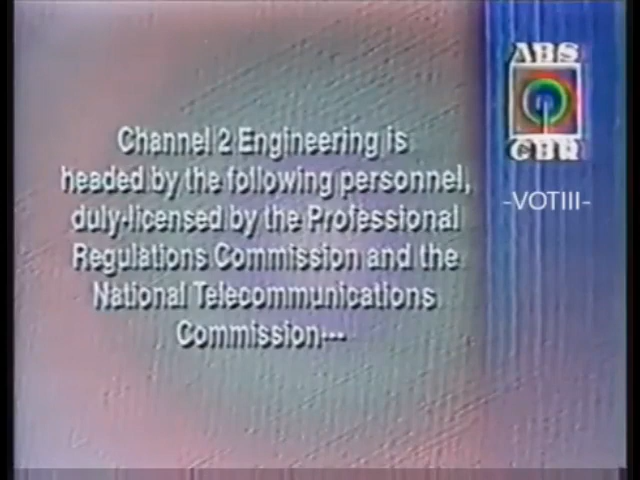 ABS
CBN
-VOTIII-
Channel 2 Engineering is
headed by the following personnel,
duly-licensed by the Professional
Regulations Commission and the
National Telecommunications
Commission---